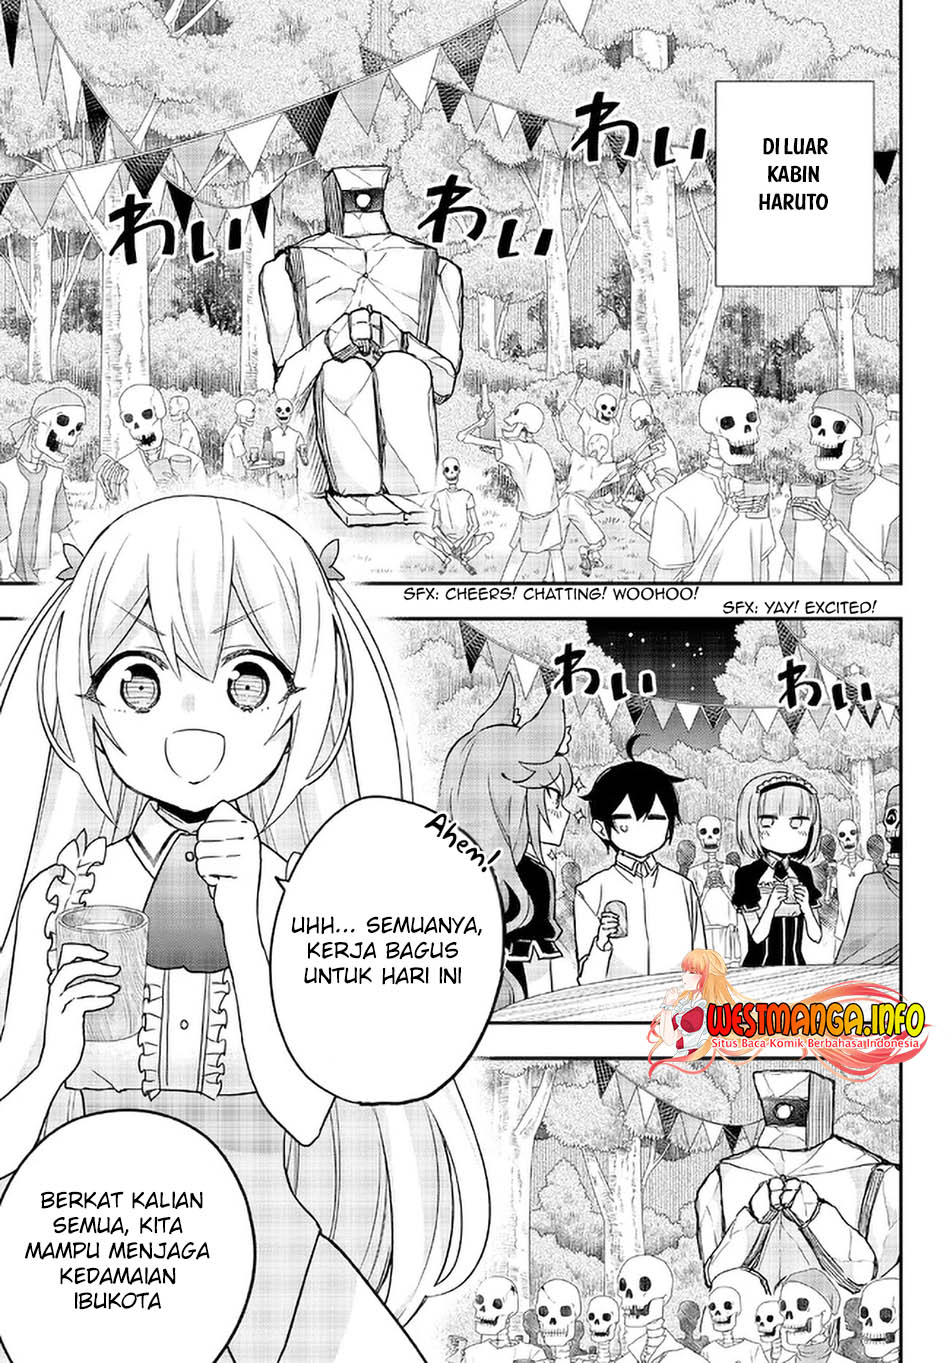 DI LUAR
KABIN
HARUTO
わい
わい
わい
SFX: CHEERS! CHATTING! WOOHOO!
SFX: YAY! EXCITED!
わい
わい
Ahem!
UHH... SEMUANYA,
KERJA BAGUS
UNTUK HARI INI
WESTMANGA.INFO
Situs Baca Komik Berbahasa Indonesia
BERKAT KALIAN
SEMUA, KITA
MAMPU MENJAGA
KEDAMAIAN
IBUKOTA